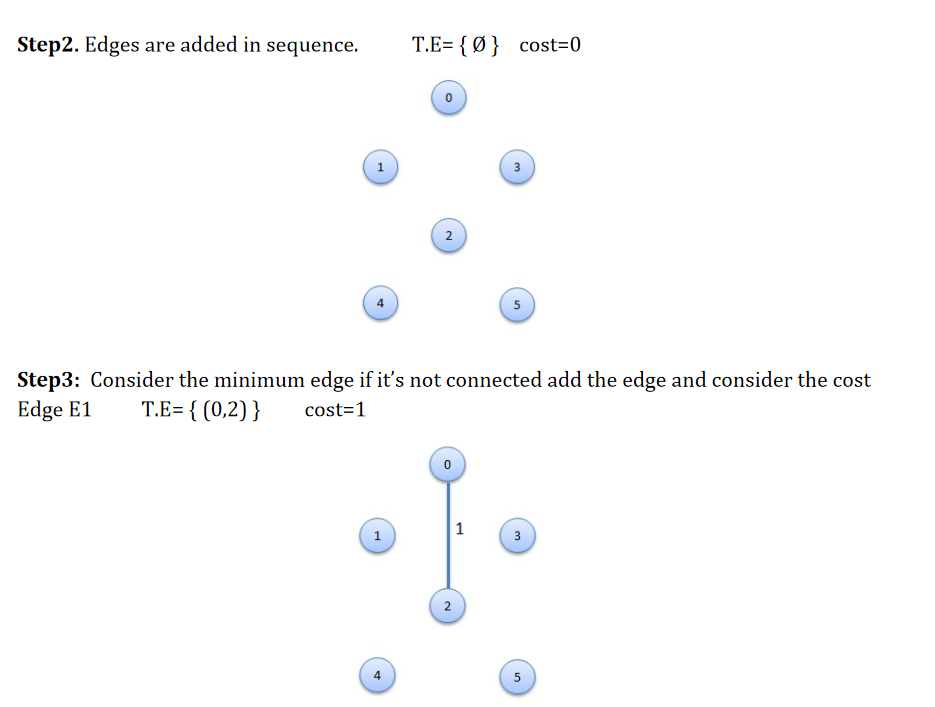 Step2. Edges are added in sequence. T.E= { Ø } cost=0
0
1 3
2
4 5
Step3: Consider the minimum edge if it’s not connected add the edge and consider the cost
Edge E1 T.E= { (0,2) } cost=1
0
1 1 3
2
4 5